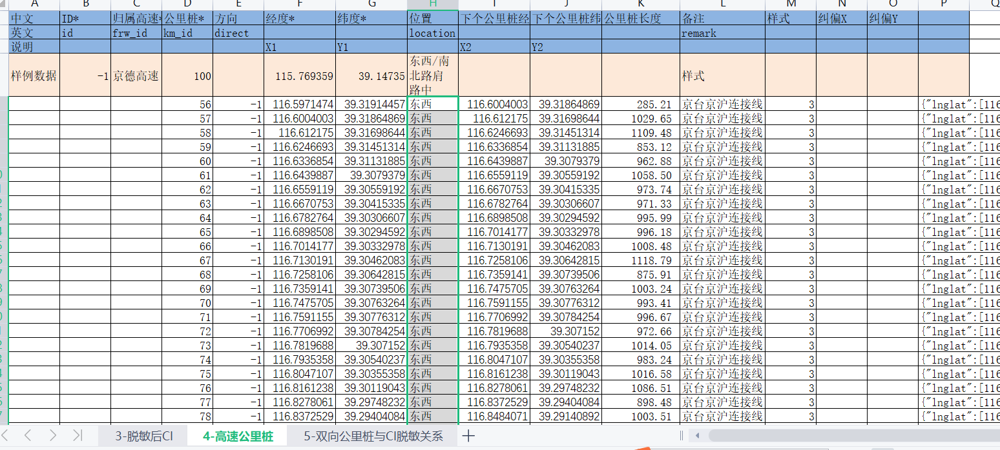 A B C D E F G H I J K L M N O P Q
中文 ID* 归属高速* 公里桩* 方向 经度* 纬度* 位置 下个公里桩经 下个公里桩纬 公里桩长度 备注 样式 纠偏X 纠偏Y
英文 id frw_id km_id direct location remark
说明 X1 Y1 X2 Y2
样例数据 -1 京德高速 100 115.769359 39.14735 东西/南北路肩路中 样式
56 -1 116.5971474 39.31914457 东西 116.6004003 39.31864869 285.21 京台京沪连接线 3 {"lnglat":[116
57 -1 116.6004003 39.31864869 东西 116.612175 39.31698644 1029.65 京台京沪连接线 3 {"lnglat":[116
58 -1 116.612175 39.31698644 东西 116.6246693 39.31451314 1109.48 京台京沪连接线 3 {"lnglat":[116
59 -1 116.6246693 39.31451314 东西 116.6336854 39.31131885 853.12 京台京沪连接线 3 {"lnglat":[116
60 -1 116.6336854 39.31131885 东西 116.6439887 39.3079379 962.88 京台京沪连接线 3 {"lnglat":[116
61 -1 116.6439887 39.3079379 东西 116.6559119 39.30559192 1058.50 京台京沪连接线 3 {"lnglat":[116
62 -1 116.6559119 39.30559192 东西 116.6670753 39.30415335 973.74 京台京沪连接线 3 {"lnglat":[116
63 -1 116.6670753 39.30415335 东西 116.6782764 39.30306607 971.33 京台京沪连接线 3 {"lnglat":[116
64 -1 116.6782764 39.30306607 东西 116.6898508 39.30294592 995.99 京台京沪连接线 3 {"lnglat":[116
65 -1 116.6898508 39.30294592 东西 116.7014177 39.30332978 996.18 京台京沪连接线 3 {"lnglat":[116
66 -1 116.7014177 39.30332978 东西 116.7130191 39.30462083 1008.48 京台京沪连接线 3 {"lnglat":[116
67 -1 116.7130191 39.30462083 东西 116.7258106 39.30642815 1118.79 京台京沪连接线 3 {"lnglat":[116
68 -1 116.7258106 39.30642815 东西 116.7359141 39.30739506 875.91 京台京沪连接线 3 {"lnglat":[116
69 -1 116.7359141 39.30739506 东西 116.7475705 39.30763264 1003.24 京台京沪连接线 3 {"lnglat":[116
70 -1 116.7475705 39.30763264 东西 116.7591155 39.30776312 993.41 京台京沪连接线 3 {"lnglat":[116
71 -1 116.7591155 39.30776312 东西 116.7706992 39.30784254 996.67 京台京沪连接线 3 {"lnglat":[116
72 -1 116.7706992 39.30784254 东西 116.7819688 39.307152 972.66 京台京沪连接线 3 {"lnglat":[116
73 -1 116.7819688 39.307152 东西 116.7935358 39.30540237 1014.05 京台京沪连接线 3 {"lnglat":[116
74 -1 116.7935358 39.30540237 东西 116.8047107 39.30355358 983.24 京台京沪连接线 3 {"lnglat":[116
75 -1 116.8047107 39.30355358 东西 116.8161238 39.30119043 1016.58 京台京沪连接线 3 {"lnglat":[116
76 -1 116.8161238 39.30119043 东西 116.8278061 39.29748232 1086.51 京台京沪连接线 3 {"lnglat":[116
77 -1 116.8278061 39.29748232 东西 116.8372529 39.29404084 898.48 京台京沪连接线 3 {"lnglat":[116
78 -1 116.8372529 39.29404084 东西 116.8484071 39.29140892 1003.51 京台京沪连接线 3 {"lnglat":[116
3-脱敏后CI 4-高速公里桩 5-双向公里桩与CI脱敏关系